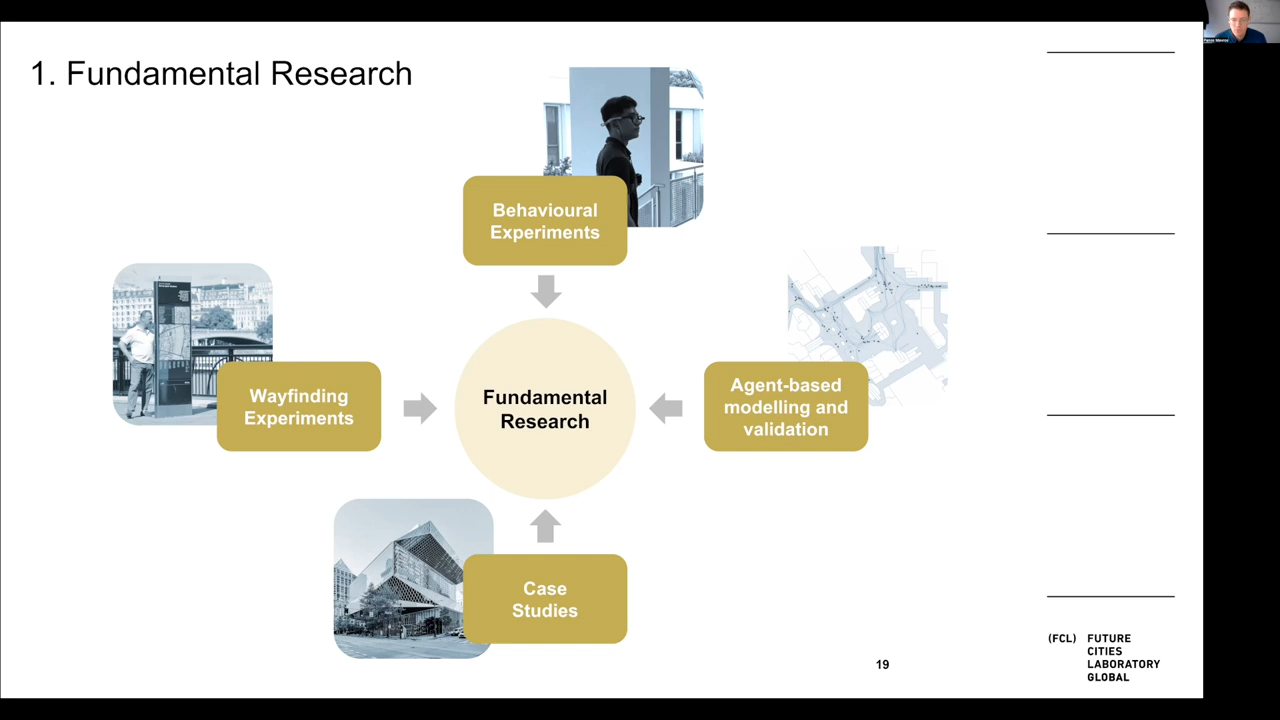 1. Fundamental Research
Behavioural
Experiments
Wayfinding
Experiments
Fundamental
Research
Agent-based
modelling and
validation
Case
Studies
19
(FCL) FUTURE
CITIES
LABORATORY
GLOBAL